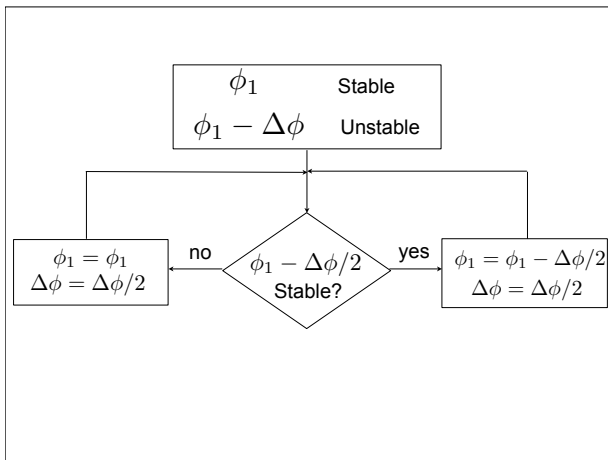 ϕ₁ Stable
ϕ₁ − Δϕ Unstable
no
yes
ϕ₁ = ϕ₁
Δϕ = Δϕ/2
ϕ₁ − Δϕ/2
Stable?
ϕ₁ = ϕ₁ − Δϕ/2
Δϕ = Δϕ/2